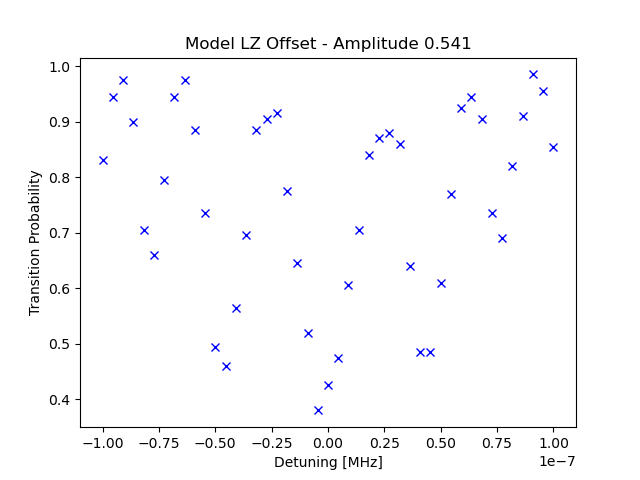 Model LZ Offset - Amplitude 0.541
Transition Probability
1.0
0.9
0.8
0.7
0.6
0.5
0.4
−1.00 −0.75 −0.50 −0.25 0.00 0.25 0.50 0.75 1.00
1e−7
Detuning [MHz]